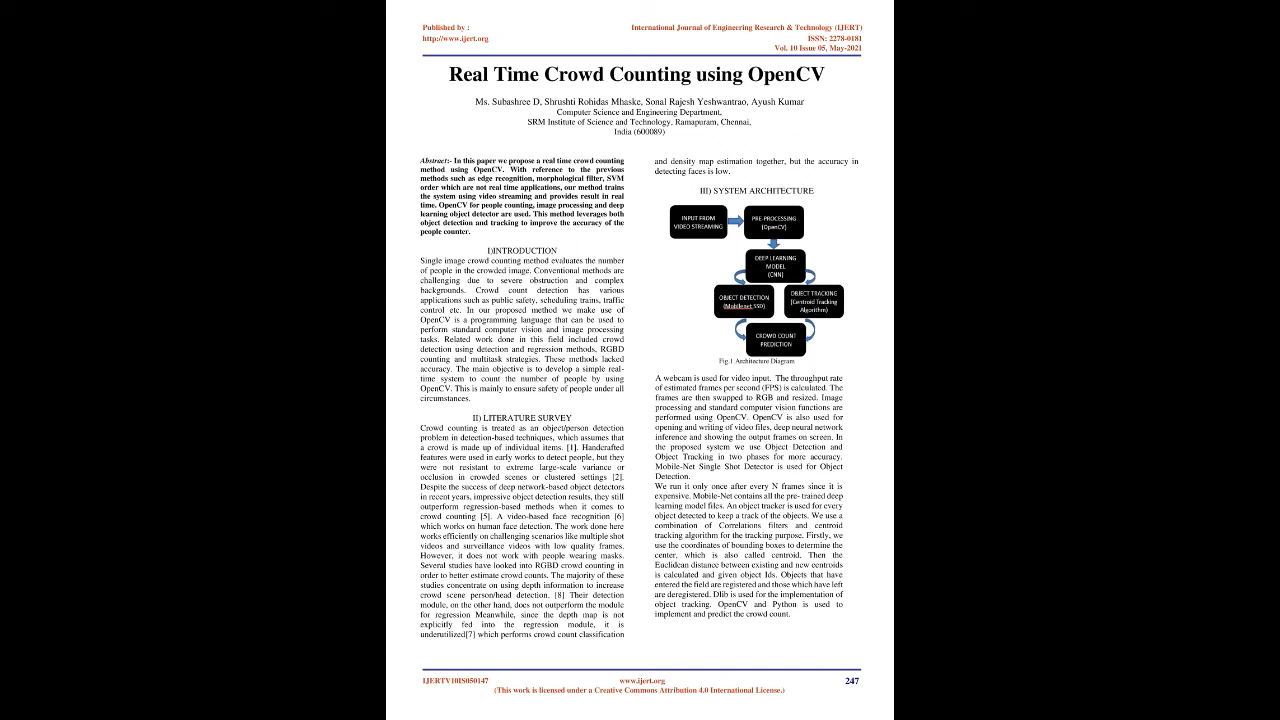 Published by :
http://www.ijert.org
International Journal of Engineering Research & Technology (IJERT)
ISSN: 2278-0181
Vol. 10 Issue 05, May-2021
Real Time Crowd Counting using OpenCV
Ms. Subashree D, Shrushti Rohidas Mhaske, Sonal Rajesh Yeshwantrao, Ayush Kumar
Computer Science and Engineering Department,
SRM Institute of Science and Technology, Ramapuram, Chennai,
India (600089)
Abstract:- In this paper we propose a real time crowd counting
method using OpenCV. With reference to the previous
methods such as edge recognition, morphological filter, SVM
order which are not real time applications, our method trains
the system using video streaming and provides result in real
time. OpenCV for people counting, image processing and deep
learning object detector are used. This method leverages both
object detection and tracking to improve the accuracy of the
people counter.
I)INTRODUCTION
Single image crowd counting method evaluates the number
of people in the crowded image. Conventional methods are
challenging due to severe obstruction and complex
backgrounds. Crowd count detection has various
applications such as public safety, scheduling trains, traffic
control etc. In our proposed method we make use of
OpenCV is a programming language that can be used to
perform standard computer vision and image processing
tasks. Related work done in this field included crowd
detection using detection and regression methods, RGBD
counting and multitask strategies. These methods lacked
accuracy. The main objective is to develop a simple real-
time system to count the number of people by using
OpenCV. This is mainly to ensure safety of people under all
circumstances.
II) LITERATURE SURVEY
Crowd counting is treated as an object/person detection
problem in detection-based techniques, which assumes that
a crowd is made up of individual items. [1]. Handcrafted
features were used in early works to detect people, but they
were not resistant to extreme large-scale variance or
occlusion in crowded scenes or clustered settings [2].
Despite the success of deep network-based object detectors
in recent years, impressive object detection results, they still
outperform regression-based methods when it comes to
crowd counting [5]. A video-based face recognition [6]
which works on human face detection. The work done here
works efficiently on challenging scenarios like multiple shot
videos and surveillance videos with low quality frames.
However, it does not work with people wearing masks.
Several studies have looked into RGBD crowd counting in
order to better estimate crowd counts. The majority of these
studies concentrate on using depth information to increase
crowd scene person/head detection. [8] Their detection
module, on the other hand, does not outperform the module
for regression Meanwhile, since the depth map is not
explicitly fed into the regression module, it is
underutilized[7] which performs crowd count classification
and density map estimation together, but the accuracy in
detecting faces is low.
III) SYSTEM ARCHITECTURE
INPUT FROM
VIDEO STREAMING
PRE-PROCESSING
(OpenCV)
DEEP LEARNING
MODEL
(CNN)
OBJECT DETECTION
(Mobilenet SSD)
OBJECT TRACKING
(Centroid Tracking
Algorithm)
CROWD COUNT
PREDICTION
Fig.1 Architecture Diagram
A webcam is used for video input. The throughput rate
of estimated frames per second (FPS) is calculated. The
frames are then swapped to RGB and resized. Image
processing and standard computer vision functions are
performed using OpenCV. OpenCV is also used for
opening and writing of video files, deep neural network
inference and showing the output frames on screen. In
the proposed system we use Object Detection and
Object Tracking in two phases for more accuracy.
Mobile-Net Single Shot Detector is used for Object
Detection.
We run it only once after every N frames since it is
expensive. Mobile-Net contains all the pre- trained deep
learning model files. An object tracker is used for every
object detected to keep a track of the objects. We use a
combination of Correlations filters and centroid
tracking algorithm for the tracking purpose. Firstly, we
use the coordinates of bounding boxes to determine the
center, which is also called centroid. Then the
Euclidean distance between existing and new centroids
is calculated and given object Ids. Objects that have
entered the field are registered and those which have left
are deregistered. Dlib is used for the implementation of
object tracking. OpenCV and Python is used to
implement and predict the crowd count.
IJERTV10IS050147
www.ijert.org
247
(This work is licensed under a Creative Commons Attribution 4.0 International License.)